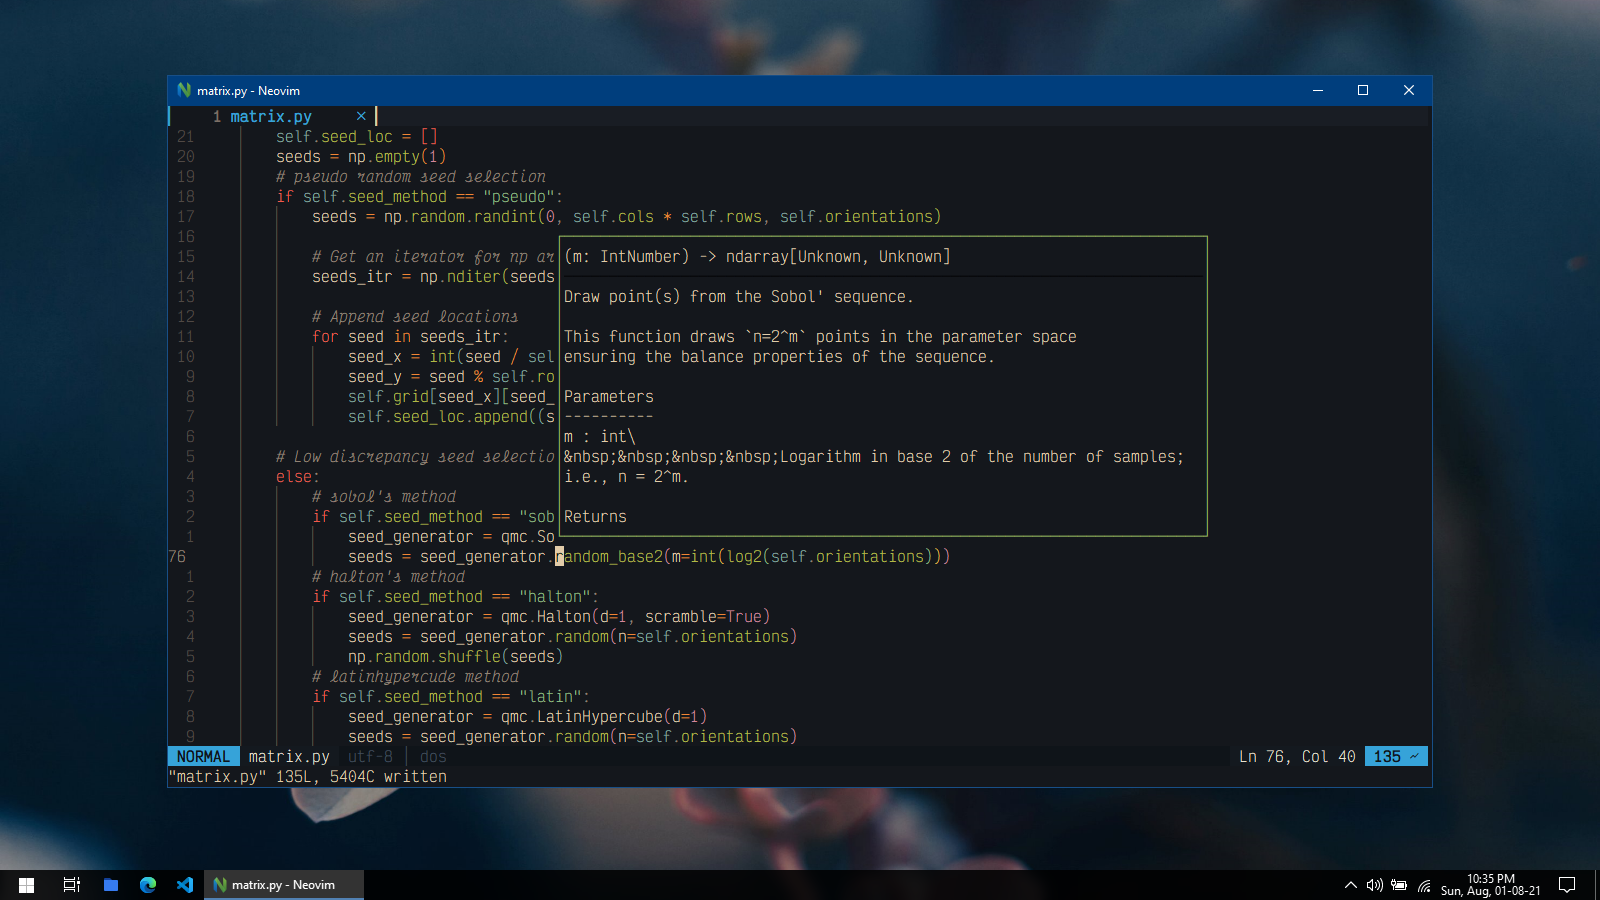 matrix.py - Neovim
1 matrix.py ×
21 self.seed_loc = []
20 seeds = np.empty(1)
19 # pseudo random seed selection
18 if self.seed_method == "pseudo":
17 seeds = np.random.randint(0, self.cols * self.rows, self.orientations)
16
15 # Get an iterator for np ar
14 seeds_itr = np.nditer(seeds
13
12 # Append seed locations
11 for seed in seeds_itr:
10 seed_x = int(seed / sel
9 seed_y = seed % self.ro
8 self.grid[seed_x][seed_
7 self.seed_loc.append((s
6
5 # Low discrepancy seed selectio
4 else:
3 # sobol's method
2 if self.seed_method == "sob
1 seed_generator = qmc.So
(m: IntNumber) -> ndarray[Unknown, Unknown]
Draw point(s) from the Sobol' sequence.
This function draws `n=2^m` points in the parameter space
ensuring the balance properties of the sequence.
Parameters
----------
m : int\
&nbsp;&nbsp;&nbsp;&nbsp;Logarithm in base 2 of the number of samples;
i.e., n = 2^m.
Returns
76 seeds = seed_generator.random_base2(m=int(log2(self.orientations)))
1 # halton's method
2 if self.seed_method == "halton":
3 seed_generator = qmc.Halton(d=1, scramble=True)
4 seeds = seed_generator.random(n=self.orientations)
5 np.random.shuffle(seeds)
6 # latinhypercude method
7 if self.seed_method == "latin":
8 seed_generator = qmc.LatinHypercube(d=1)
9 seeds = seed_generator.random(n=self.orientations)
NORMAL matrix.py utf-8 | dos Ln 76, Col 40 135 ~
"matrix.py" 135L, 5404C written
matrix.py - Neovim
10:35 PM
Sun, Aug, 01-08-21